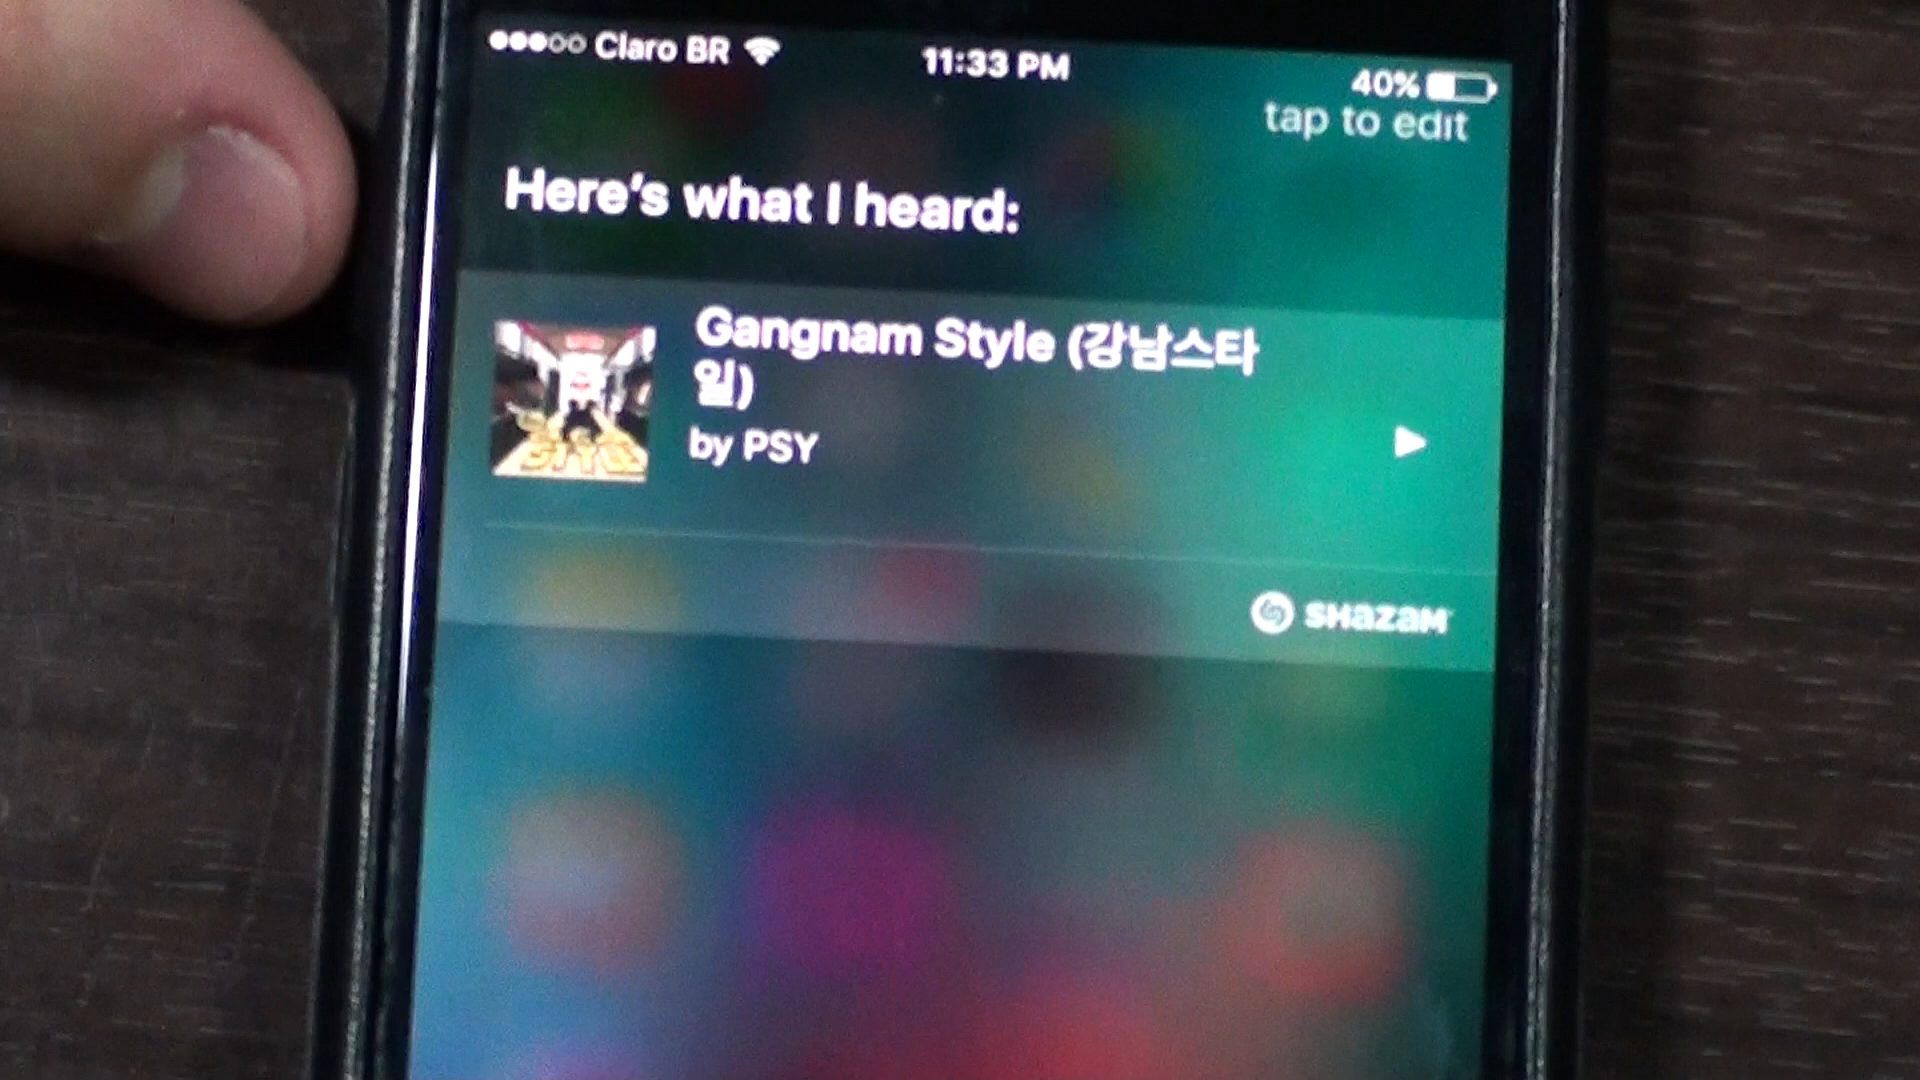 Claro BR 11:33 PM 40%
tap to edit
Here's what I heard:
Gangnam Style (강남스타
일)
by PSY
STYLE
SHAZAM